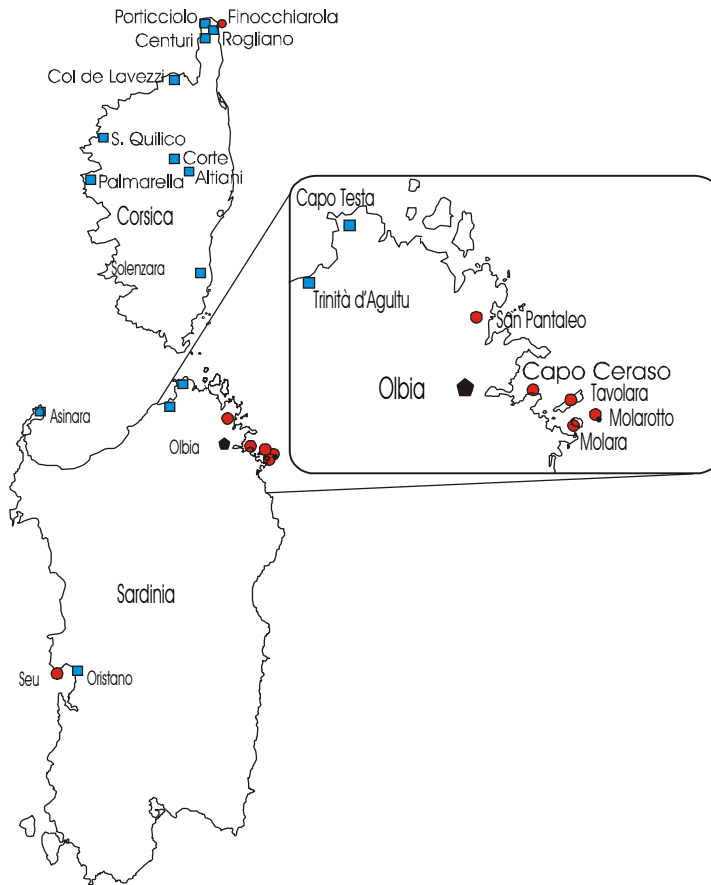 Porticciolo
Finocchiarola
Centuri
Rogliano
Col de Lavezzi
S. Quilico
Corte
Altiani
Palmarella
Corsica
Solenzara
Capo Testa
Trinità d'Agultu
San Pantaleo
Olbia
Capo Ceraso
Tavolara
Molarotto
Molara
Asinara
Olbia
Sardinia
Seu
Oristano